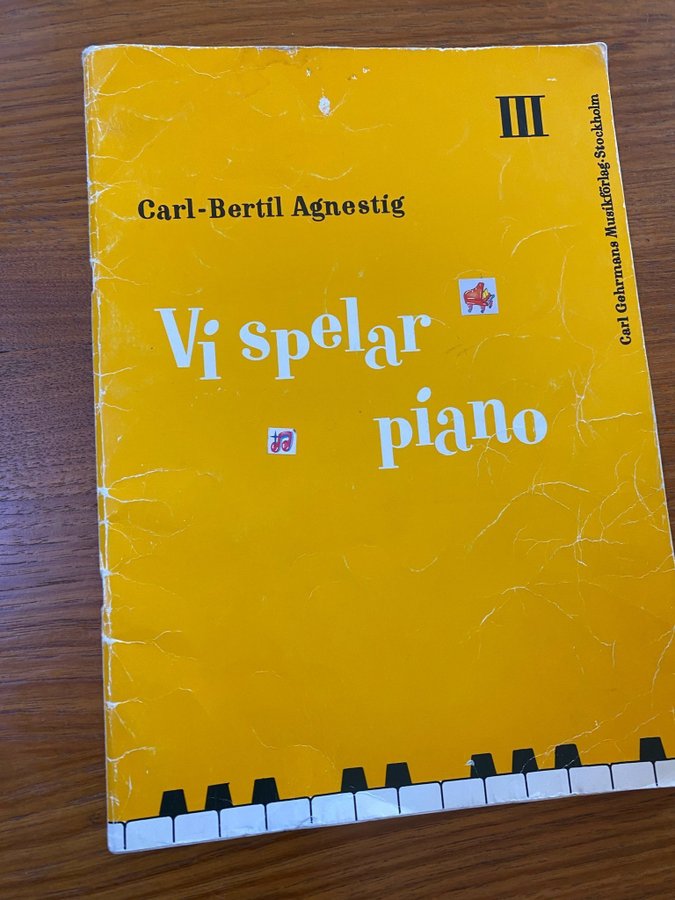 III
Carl-Bertil Agnestig
Vi spelar
piano
Carl Gehrmans Musikförlag·Stockholm